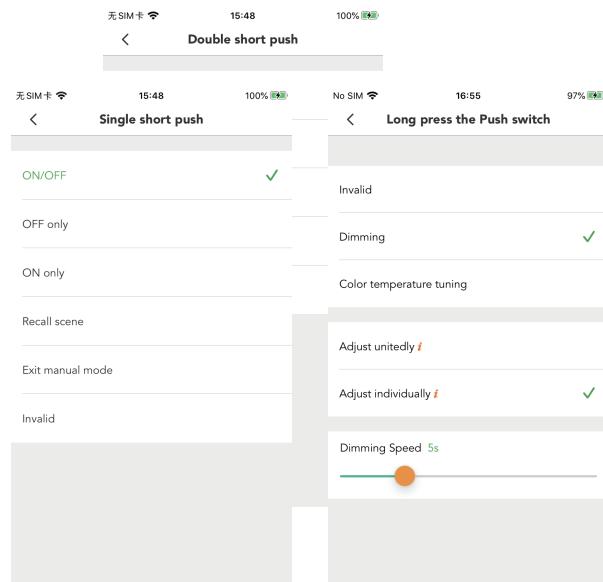 无SIM卡 15:48 100%
Double short push
无SIM卡 15:48 100%
Single short push
ON/OFF
OFF only
ON only
Recall scene
Exit manual mode
Invalid
No SIM 16:55 97%
Long press the Push switch
Invalid
Dimming
Color temperature tuning
Adjust unitedly i
Adjust individually i
Dimming Speed 5s